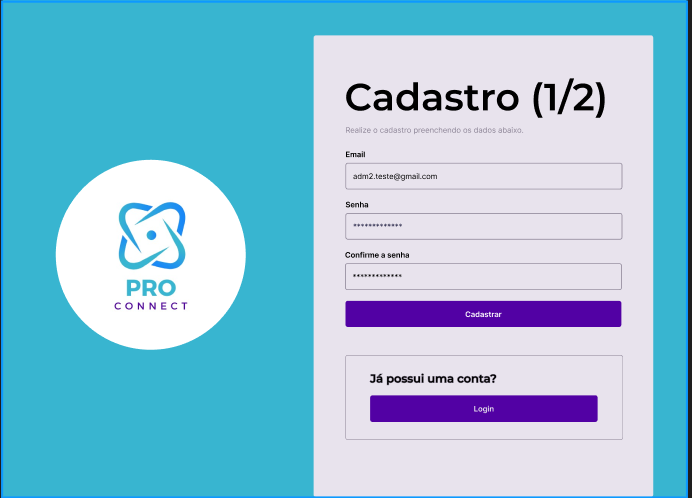 PRO
CONNECT
Cadastro (1/2)
Realize o cadastro preenchendo os dados abaixo.
Email
adm2.teste@gmail.com
Senha
*************
Confirme a senha
*************
Cadastrar
Já possui uma conta?
Login